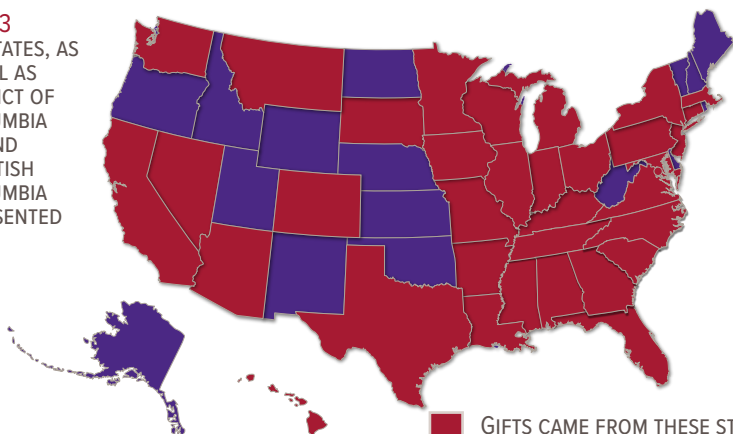 3
TATES, AS
L AS
ICT OF
UMBIA
ND
TISH
UMBIA
SENTED
GIFTS CAME FROM THESE ST